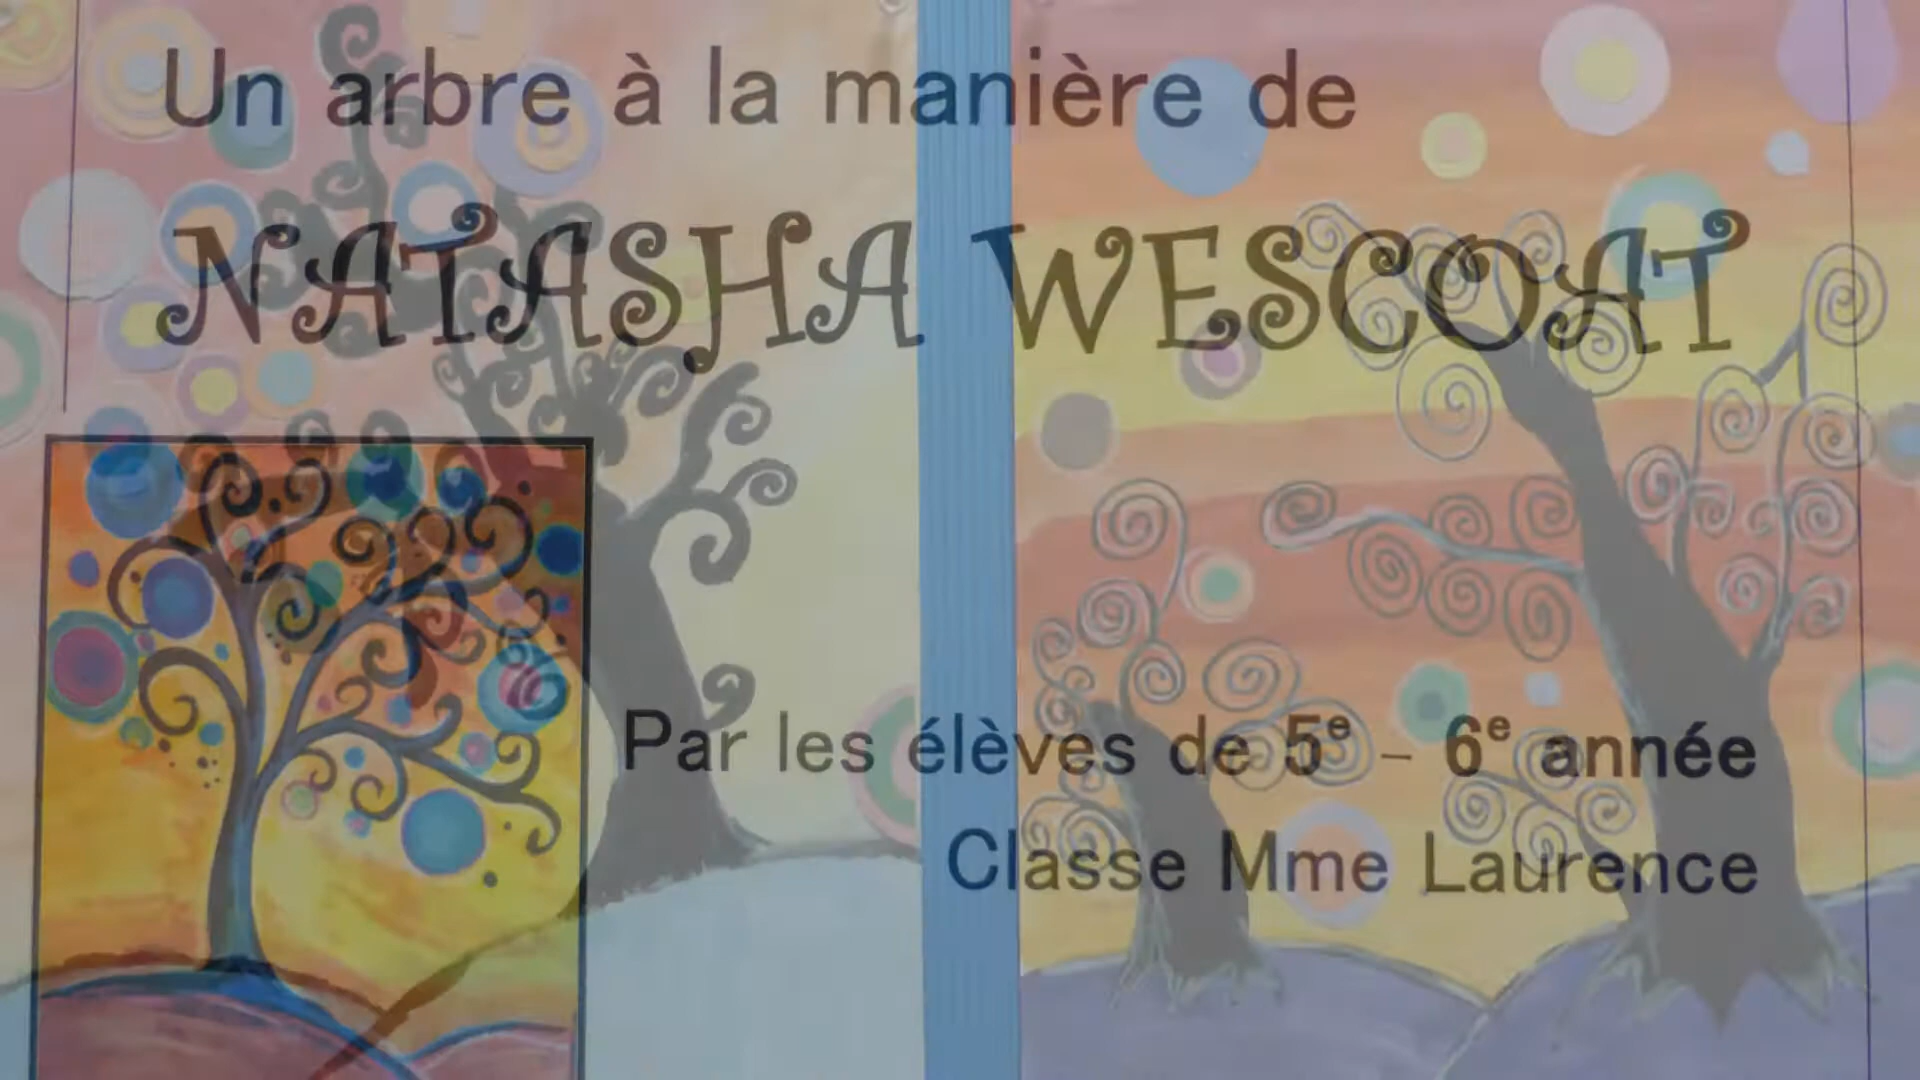 Un arbre à la manière de
NATASHA WESCOAT
Par les élèves de 5ᵉ – 6ᵉ année
Classe Mme Laurence